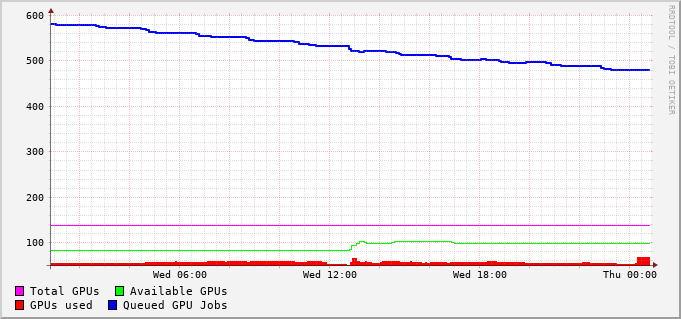 600
500
400
300
200
100
Wed 06:00 Wed 12:00 Wed 18:00 Thu 00:00
Total GPUs Available GPUs
GPUs used Queued GPU Jobs
RRDTOOL / TOBI OETIKER